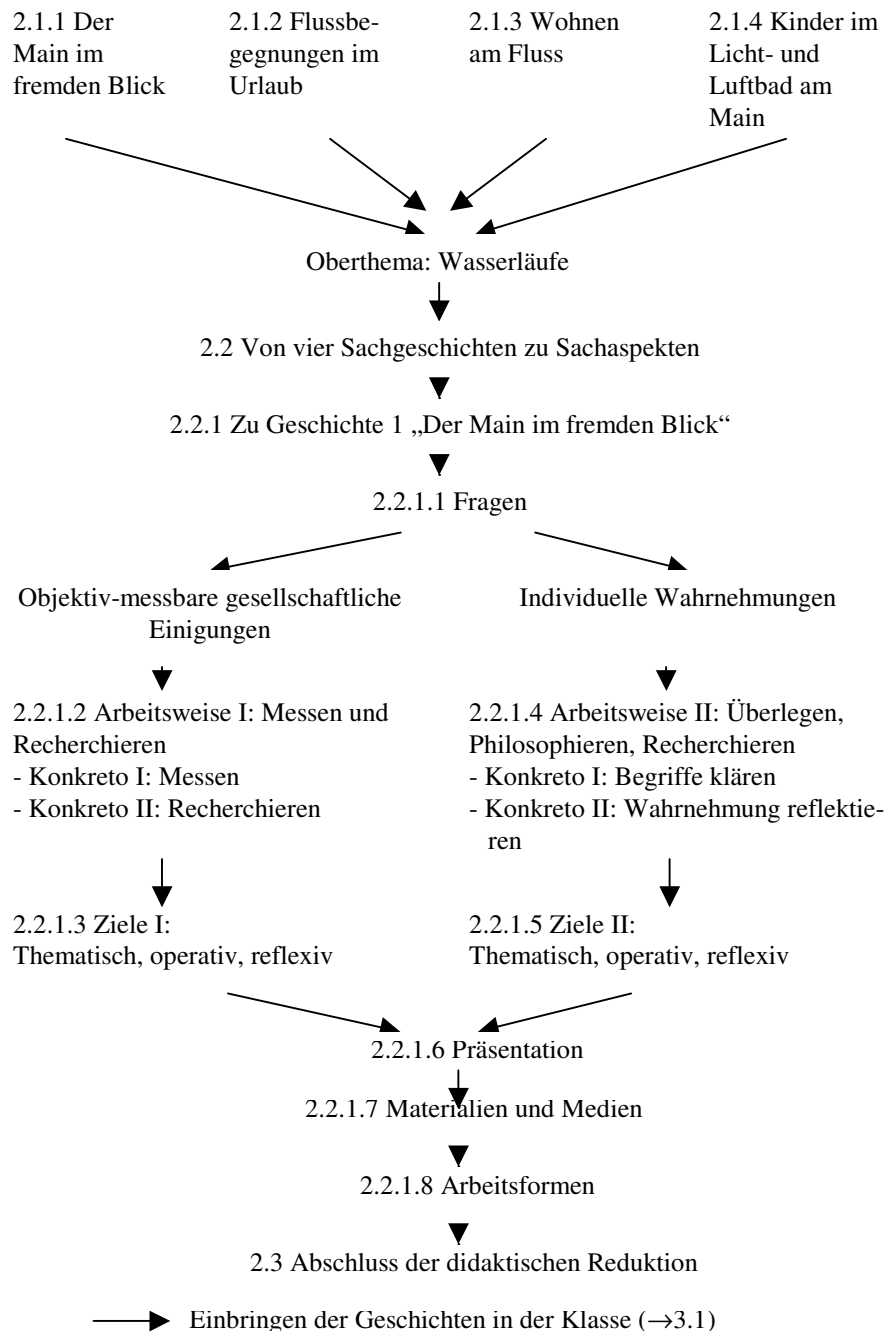 2.1.1 Der
Main im
fremden Blick
2.1.2 Flussbe-
gegnungen im
Urlaub
2.1.3 Wohnen
am Fluss
2.1.4 Kinder im
Licht- und
Luftbad am
Main
Oberthema: Wasserläufe
2.2 Von vier Sachgeschichten zu Sachaspekten
2.2.1 Zu Geschichte 1 „Der Main im fremden Blick“
2.2.1.1 Fragen
Objektiv-messbare gesellschaftliche
Einigungen
Individuelle Wahrnehmungen
2.2.1.2 Arbeitsweise I: Messen und
Recherchieren
- Konkreto I: Messen
- Konkreto II: Recherchieren
2.2.1.4 Arbeitsweise II: Überlegen,
Philosophieren, Recherchieren
- Konkreto I: Begriffe klären
- Konkreto II: Wahrnehmung reflektie-
ren
2.2.1.3 Ziele I:
Thematisch, operativ, reflexiv
2.2.1.5 Ziele II:
Thematisch, operativ, reflexiv
2.2.1.6 Präsentation
2.2.1.7 Materialien und Medien
2.2.1.8 Arbeitsformen
2.3 Abschluss der didaktischen Reduktion
Einbringen der Geschichten in der Klasse (→3.1)